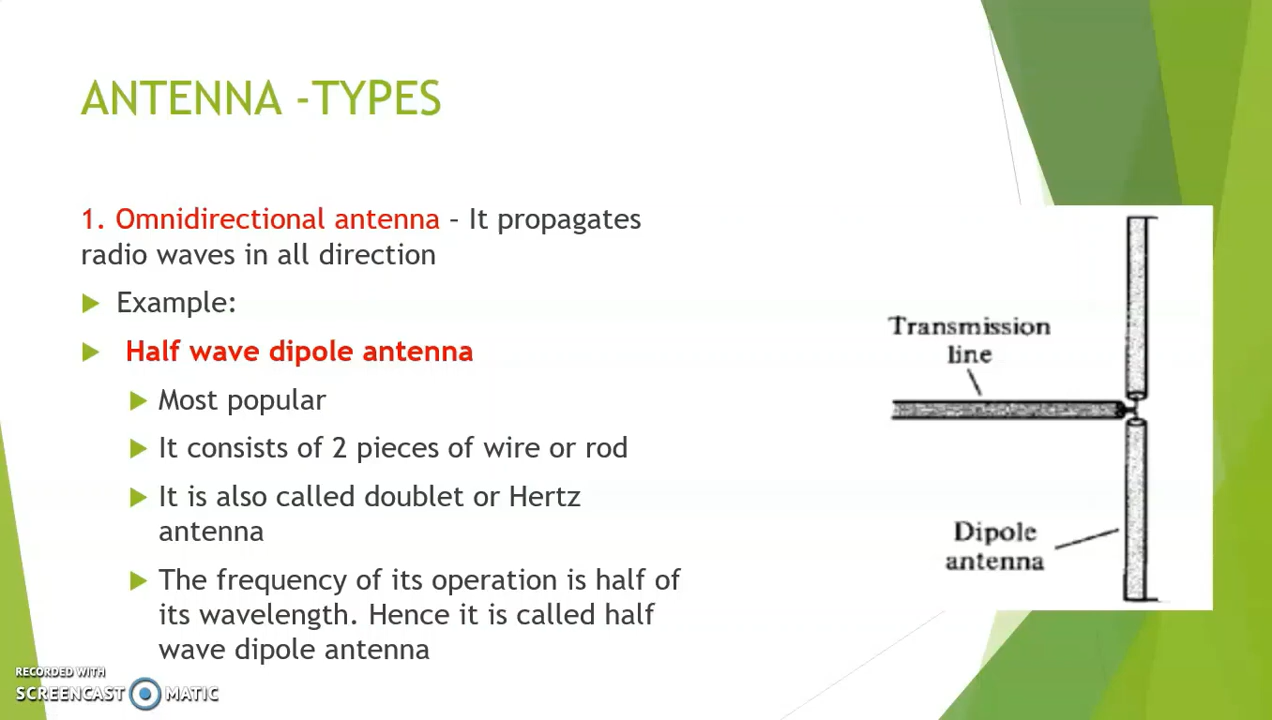 ANTENNA -TYPES
1. Omnidirectional antenna – It propagates
radio waves in all direction
Example:
Half wave dipole antenna
Most popular
It consists of 2 pieces of wire or rod
It is also called doublet or Hertz
antenna
The frequency of its operation is half of
its wavelength. Hence it is called half
wave dipole antenna
Transmission
line
Dipole
antenna
RECORDED WITH
SCREENCAST MATIC